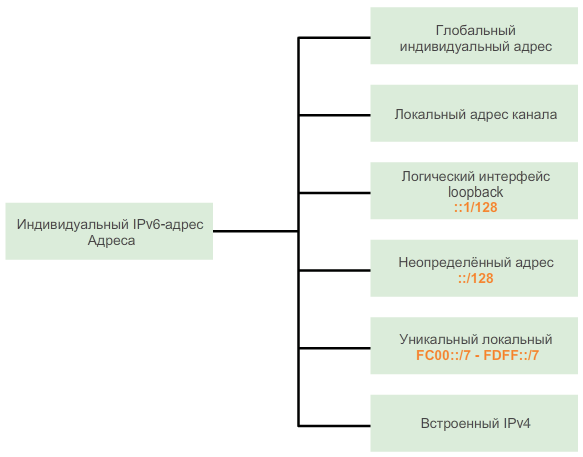 Глобальный
индивидуальный адрес
Локальный адрес канала
Логический интерфейс
loopback
::1/128
Индивидуальный IPv6-адрес
Адреса
Неопределённый адрес
::/128
Уникальный локальный
FC00::/7 - FDFF::/7
Встроенный IPv4